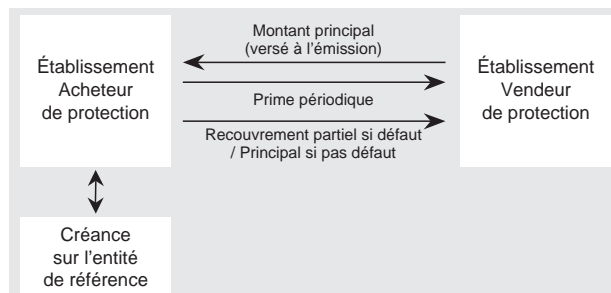 Montant principal
(versé à l'émission)
Établissement
Acheteur
de protection
Établissement
Vendeur
de protection
Prime périodique
Recouvrement partiel si défaut
/ Principal si pas défaut
Créance
sur l'entité
de référence